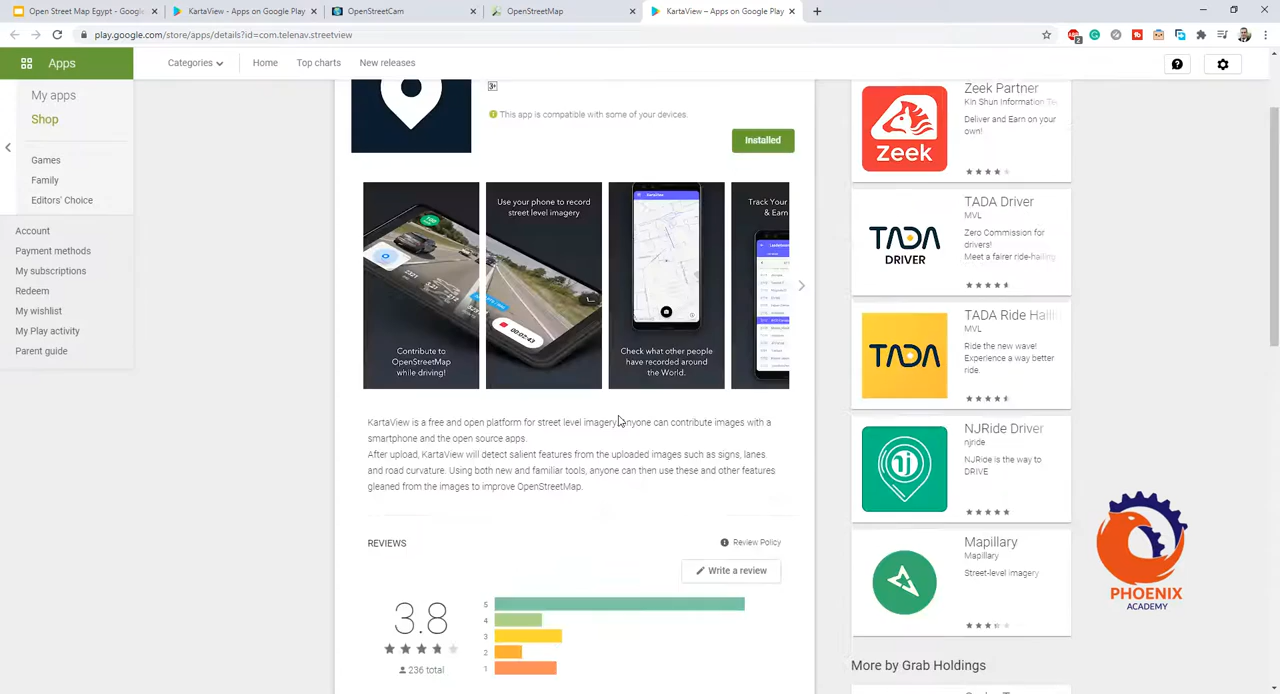 Open Street Map Egypt - Google
KartaView - Apps on Google Play
OpenStreetCam
OpenStreetMap
KartaView – Apps on Google Play
play.google.com/store/apps/details?id=com.telenav.streetview
Apps
Categories
Home
Top charts
New releases
My apps
Shop
Games
Family
Editors' Choice
Account
Payment methods
My subscriptions
Redeem
My wishlist
My Play activity
Parent guide
3+
This app is compatible with some of your devices.
Installed
Contribute to
OpenStreetMap
while driving!
00:02:43
Use your phone to record
street level imagery
Check what other people
have recorded around
the World.
Track Your
& Earn
KartaView is a free and open platform for street level imagery. Anyone can contribute images with a
smartphone and the open source apps.
After upload, KartaView will detect salient features from the uploaded images such as signs, lanes,
and road curvature. Using both new and familiar tools, anyone can then use these and other features
gleaned from the images to improve OpenStreetMap.
REVIEWS
Review Policy
Write a review
3.8
236 total
5
4
3
2
1
Zeek
Zeek Partner
Kin Shun Information Te
Deliver and Earn on your
own!
TADA
DRIVER
TADA Driver
MVL
Zero Commission for
drivers!
Meet a fairer ride-hailing
TADA
TADA Ride Haili
MVL
Ride the new wave!
Experience a way better
ride.
NJRide Driver
njride
NJRide is the way to
DRIVE
Mapillary
Mapillary
Street-level imagery
More by Grab Holdings
PHOENIX
ACADEMY